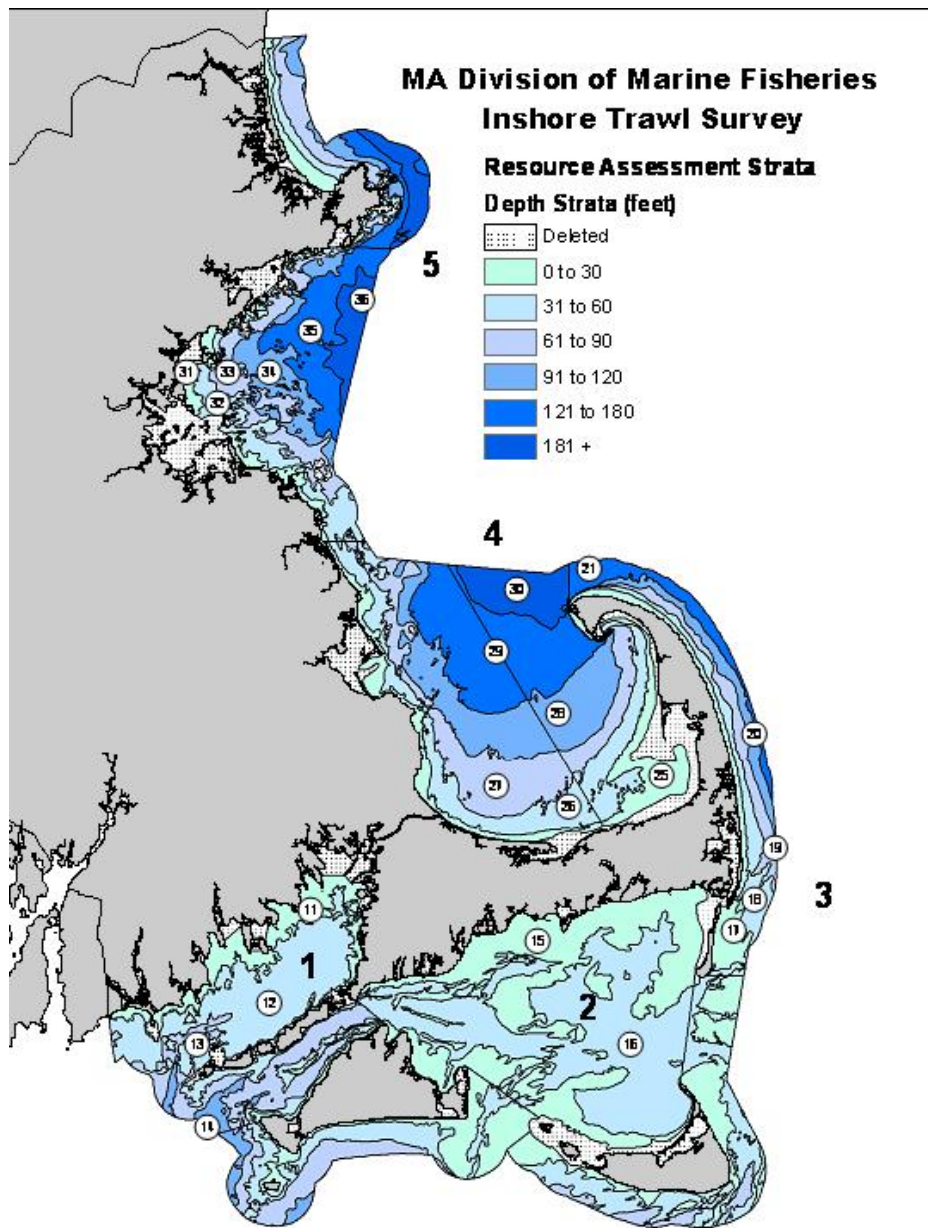 MA Division of Marine Fisheries
Inshore Trawl Survey
Resource Assessment Strata
Depth Strata (feet)
Deleted
0 to 30
31 to 60
61 to 90
91 to 120
121 to 180
181 +
5
36
35
31
33
34
32
4
30
21
29
28
20
25
27
26
19
3
18
17
11
15
1
2
12
13
16
14